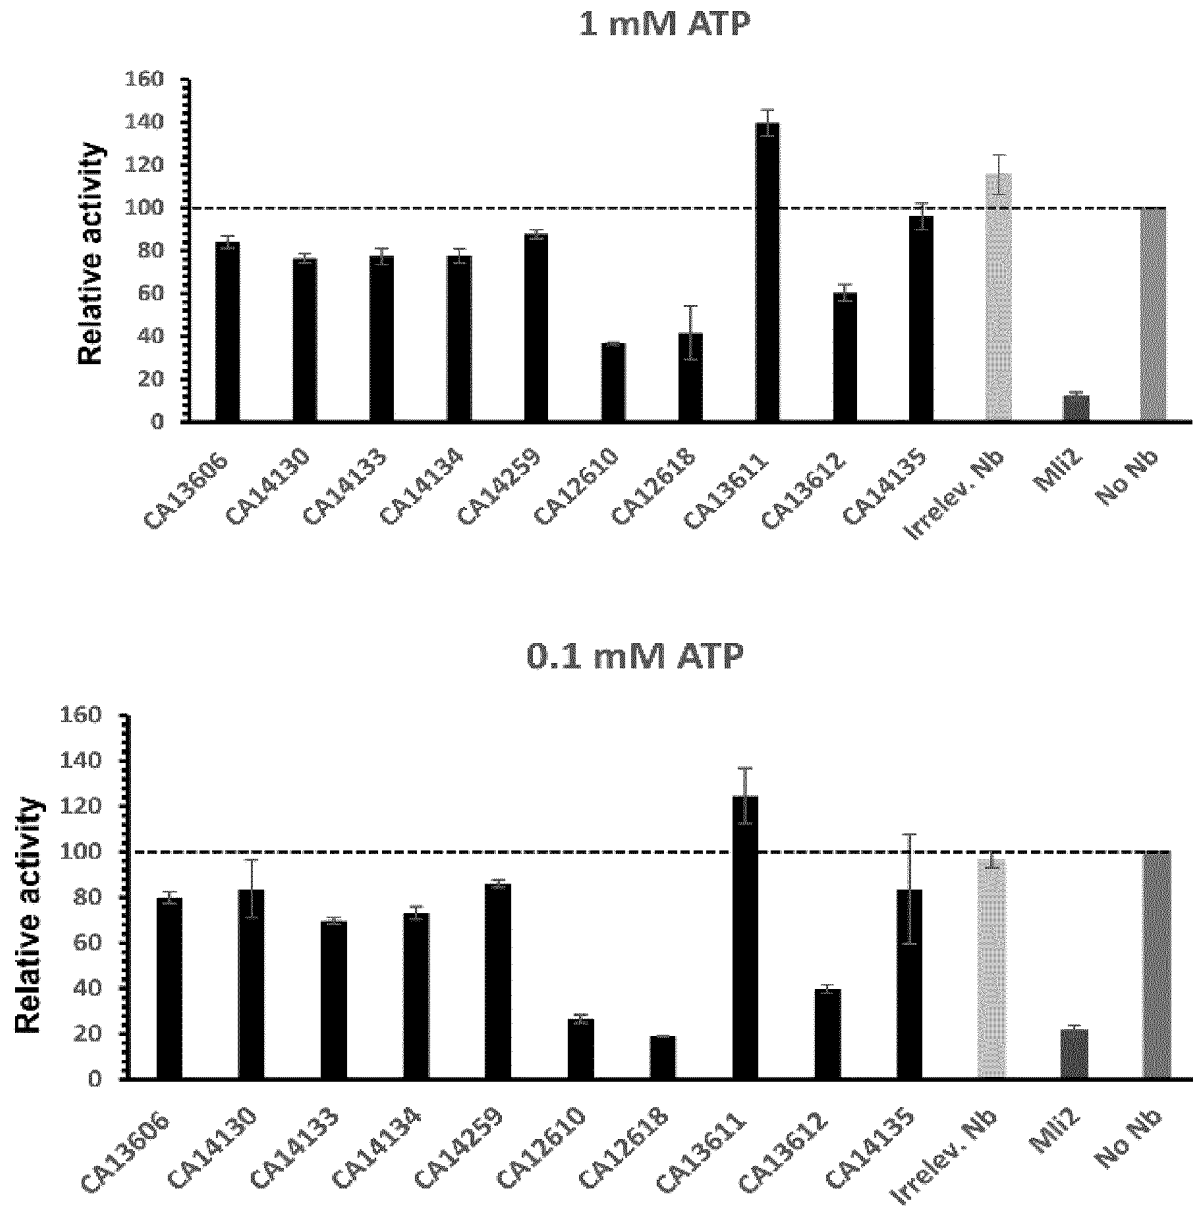 1 mM ATP
Relative activity
160
140
120
100
80
60
40
20
0
CA13606
CA14130
CA14133
CA14134
CA14259
CA12610
CA12618
CA13611
CA13612
CA14135
Irrelev. Nb
Mli2
No Nb
0.1 mM ATP
Relative activity
160
140
120
100
80
60
40
20
0
CA13606
CA14130
CA14133
CA14134
CA14259
CA12610
CA12618
CA13611
CA13612
CA14135
Irrelev. Nb
Mli2
No Nb